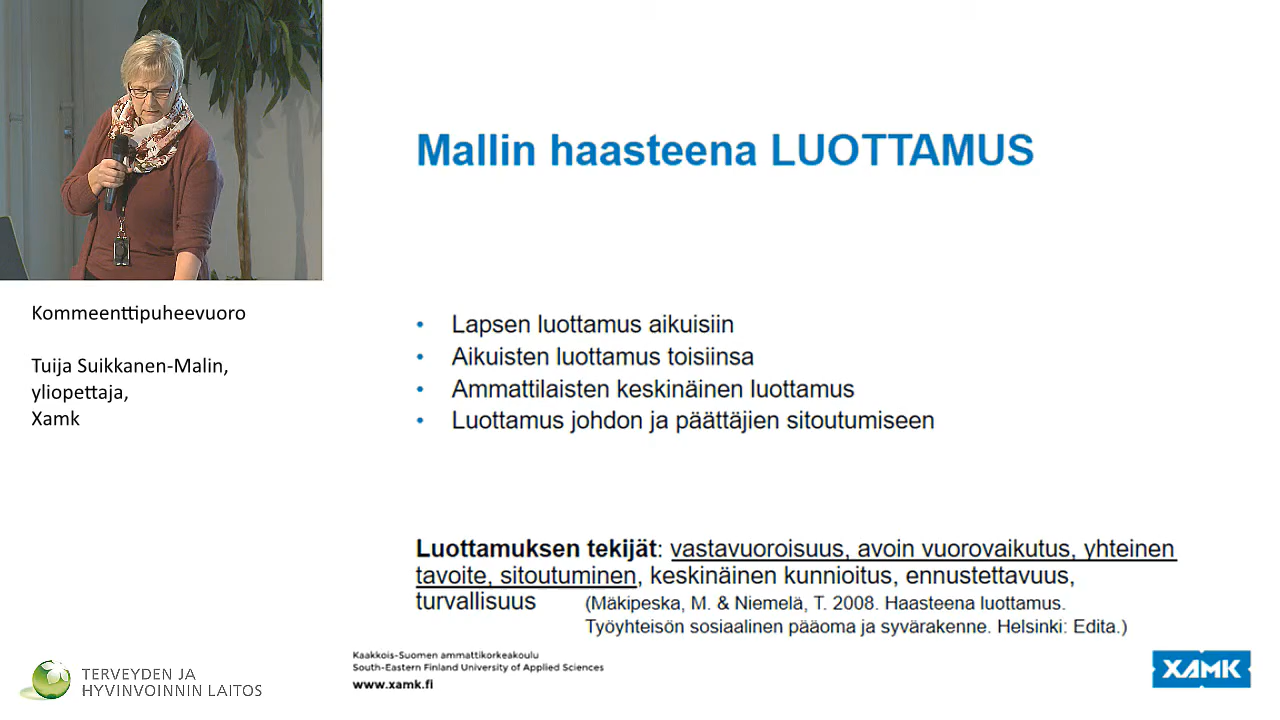 Mallin haasteena LUOTTAMUS
Kommeenttipuheevuoro
Tuija Suikkanen-Malin,
yliopettaja,
Xamk
• Lapsen luottamus aikuisiin
• Aikuisten luottamus toisiinsa
• Ammattilaisten keskinäinen luottamus
• Luottamus johdon ja päättäjien sitoutumiseen
Luottamuksen tekijät: vastavuoroisuus, avoin vuorovaikutus, yhteinen
tavoite, sitoutuminen, keskinäinen kunnioitus, ennustettavuus,
turvallisuus (Mäkipeska, M. & Niemelä, T. 2008. Haasteena luottamus.
Työyhteisön sosiaalinen pääoma ja syvärakenne. Helsinki: Edita.)
TERVEYDEN JA
HYVINVOINNIN LAITOS
Kaakkois-Suomen ammattikorkeakoulu
South-Eastern Finland University of Applied Sciences
www.xamk.fi
XAMK